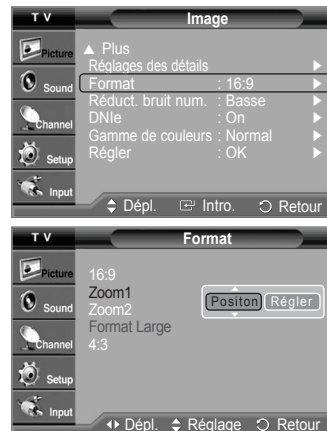 T V
Image
Picture
Sound
Channel
Setup
Input
▲ Plus
Réglages des détails ▶
Format : 16:9 ▶
Réduct. bruit num. : Basse ▶
DNIe : On ▶
Gamme de couleurs : Normal ▶
Régler : OK ▶
Dépl. Intro. Retour
T V
Format
Picture
Sound
Channel
Setup
Input
16:9
Zoom1
Zoom2
Format Large
4:3
Positon Régler
Dépl. Réglage Retour